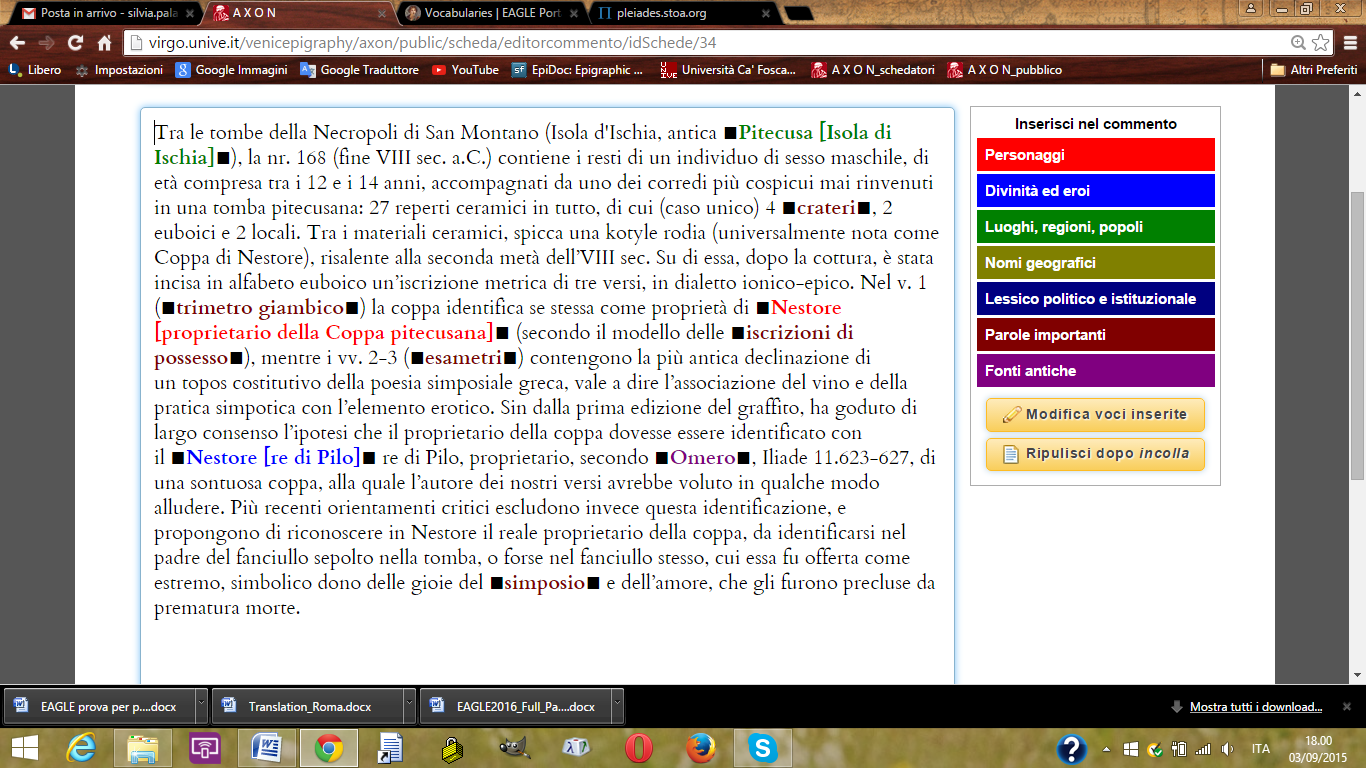 Posta in arrivo - silvia.pala
A X O N
Vocabularies | EAGLE Port
pleiades.stoa.org
virgo.unive.it/venicepigraphy/axon/public/scheda/editorcommento/idSchede/34
Libero
Impostazioni
Google Immagini
Google Traduttore
YouTube
EpiDoc: Epigraphic ...
Università Ca' Fosca...
A X O N_schedatori
A X O N_pubblico
Altri Preferiti
Tra le tombe della Necropoli di San Montano (Isola d'Ischia, antica ■Pitecusa [Isola di
Ischia]■), la nr. 168 (fine VIII sec. a.C.) contiene i resti di un individuo di sesso maschile, di
età compresa tra i 12 e i 14 anni, accompagnati da uno dei corredi più cospicui mai rinvenuti
in una tomba pitecusana: 27 reperti ceramici in tutto, di cui (caso unico) 4 ■crateri■, 2
euboici e 2 locali. Tra i materiali ceramici, spicca una kotyle rodia (universalmente nota come
Coppa di Nestore), risalente alla seconda metà dell'VIII sec. Su di essa, dopo la cottura, è stata
incisa in alfabeto euboico un'iscrizione metrica di tre versi, in dialetto ionico-epico. Nel v. 1
(■trimetro giambico■) la coppa identifica se stessa come proprietà di ■Nestore
[proprietario della Coppa pitecusana]■ (secondo il modello delle ■iscrizioni di
possesso■), mentre i vv. 2-3 (■esametri■) contengono la più antica declinazione di
un topos costitutivo della poesia simposiale greca, vale a dire l'associazione del vino e della
pratica simpotica con l'elemento erotico. Sin dalla prima edizione del graffito, ha goduto di
largo consenso l'ipotesi che il proprietario della coppa dovesse essere identificato con
il ■Nestore [re di Pilo]■ re di Pilo, proprietario, secondo ■Omero■, Iliade 11.623-627, di
una sontuosa coppa, alla quale l'autore dei nostri versi avrebbe voluto in qualche modo
alludere. Più recenti orientamenti critici escludono invece questa identificazione, e
propongono di riconoscere in Nestore il reale proprietario della coppa, da identificarsi nel
padre del fanciullo sepolto nella tomba, o forse nel fanciullo stesso, cui essa fu offerta come
estremo, simbolico dono delle gioie del ■simposio■ e dell'amore, che gli furono precluse da
prematura morte.
Inserisci nel commento
Personaggi
Divinità ed eroi
Luoghi, regioni, popoli
Nomi geografici
Lessico politico e istituzionale
Parole importanti
Fonti antiche
Modifica voci inserite
Ripulisci dopo incolla
EAGLE prova per p....docx
Translation_Roma.docx
EAGLE2016_Full_Pa....docx
Mostra tutti i download...
ITA
18.00
03/09/2015